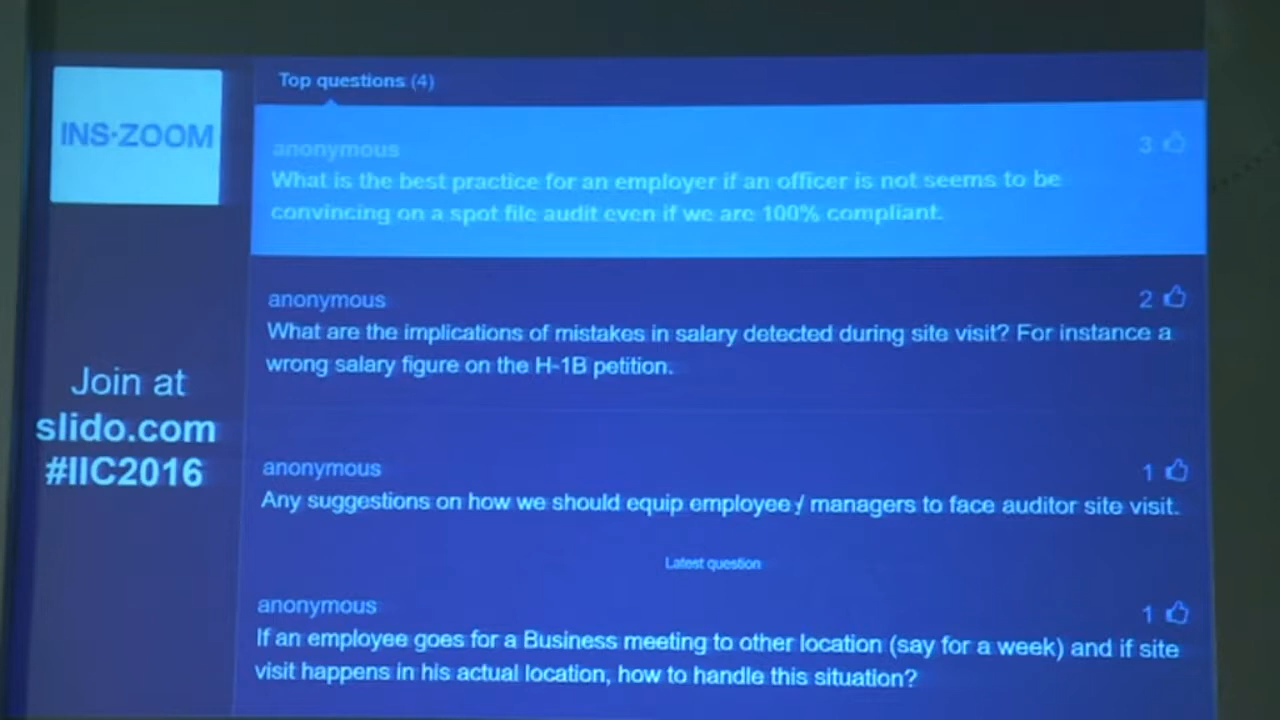 INS·ZOOM
Join at
slido.com
#IIC2016
Top questions (4)
anonymous
3
What is the best practice for an employer if an officer is not seems to be
convincing on a spot file audit even if we are 100% compliant.
anonymous
2
What are the implications of mistakes in salary detected during site visit? For instance a
wrong salary figure on the H-1B petition.
anonymous
1
Any suggestions on how we should equip employee / managers to face auditor site visit.
Latest question
anonymous
1
If an employee goes for a Business meeting to other location (say for a week) and if site
visit happens in his actual location, how to handle this situation?